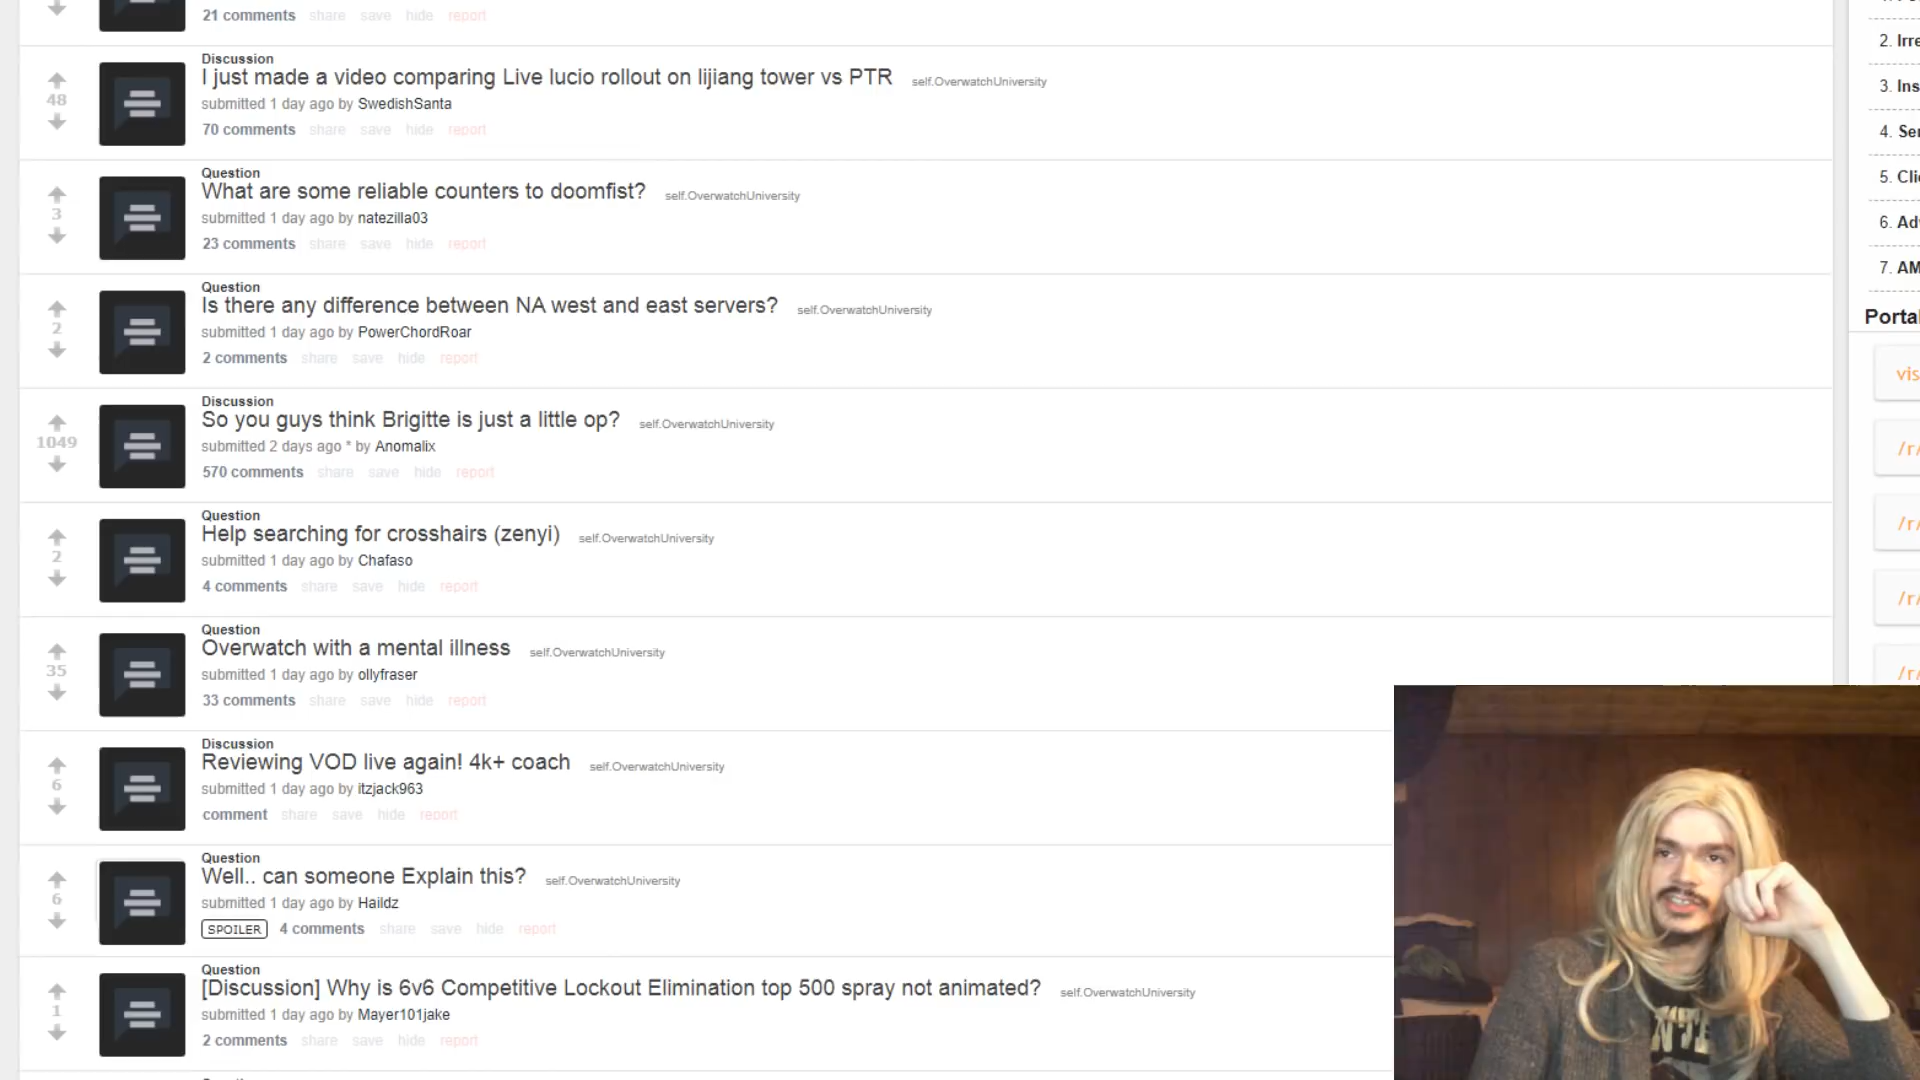 21 comments share save hide report
Discussion
I just made a video comparing Live lucio rollout on lijiang tower vs PTR self.OverwatchUniversity
48
submitted 1 day ago by SwedishSanta
70 comments share save hide report
Question
What are some reliable counters to doomfist? self.OverwatchUniversity
3
submitted 1 day ago by natezilla03
23 comments share save hide report
Question
Is there any difference between NA west and east servers? self.OverwatchUniversity
2
submitted 1 day ago by PowerChordRoar
2 comments share save hide report
Discussion
So you guys think Brigitte is just a little op? self.OverwatchUniversity
1049
submitted 2 days ago * by Anomalix
570 comments share save hide report
Question
Help searching for crosshairs (zenyi) self.OverwatchUniversity
2
submitted 1 day ago by Chafaso
4 comments share save hide report
Question
Overwatch with a mental illness self.OverwatchUniversity
35
submitted 1 day ago by ollyfraser
33 comments share save hide report
Discussion
Reviewing VOD live again! 4k+ coach self.OverwatchUniversity
6
submitted 1 day ago by itzjack963
comment share save hide report
Question
Well.. can someone Explain this? self.OverwatchUniversity
6
submitted 1 day ago by Haildz
SPOILER 4 comments share save hide report
Question
[Discussion] Why is 6v6 Competitive Lockout Elimination top 500 spray not animated? self.OverwatchUniversity
1
submitted 1 day ago by Mayer101jake
2 comments share save hide report
2. Irre
3. Ins
4. Se
5. Clic
6. Adv
7. AM
Portal
vis
/r/
/r/
/r/
/r/